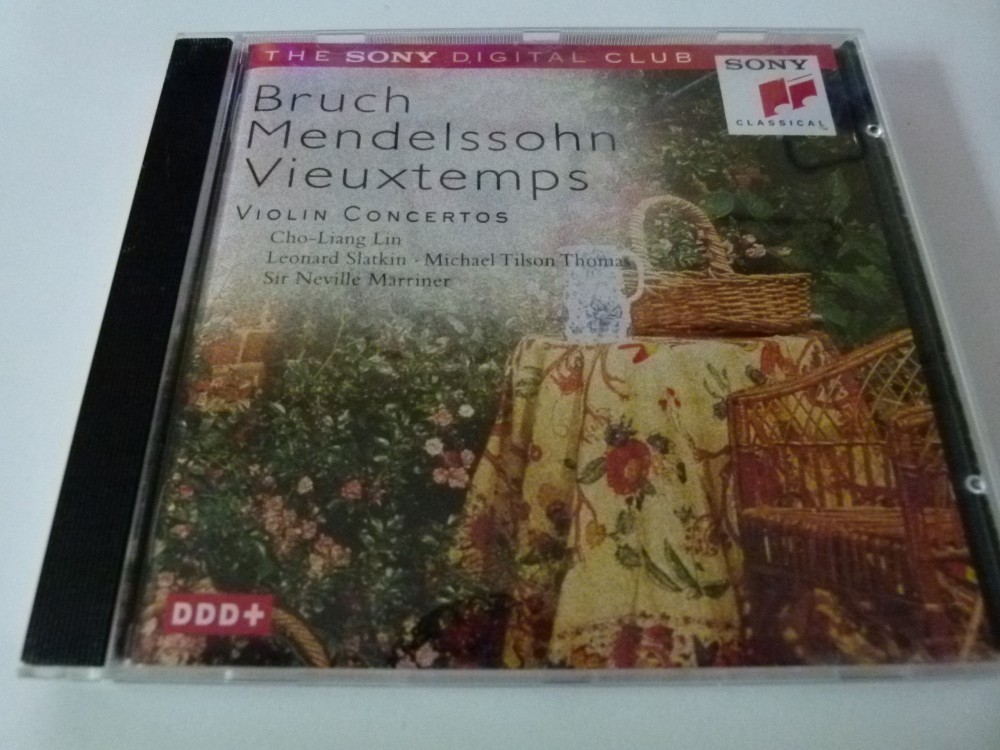 THE SONY DIGITAL CLUB
SONY
CLASSICAL
Bruch
Mendelssohn
Vieuxtemps
VIOLIN CONCERTOS
Cho-Liang Lin
Leonard Slatkin · Michael Tilson Thomas
Sir Neville Marriner
DDD+